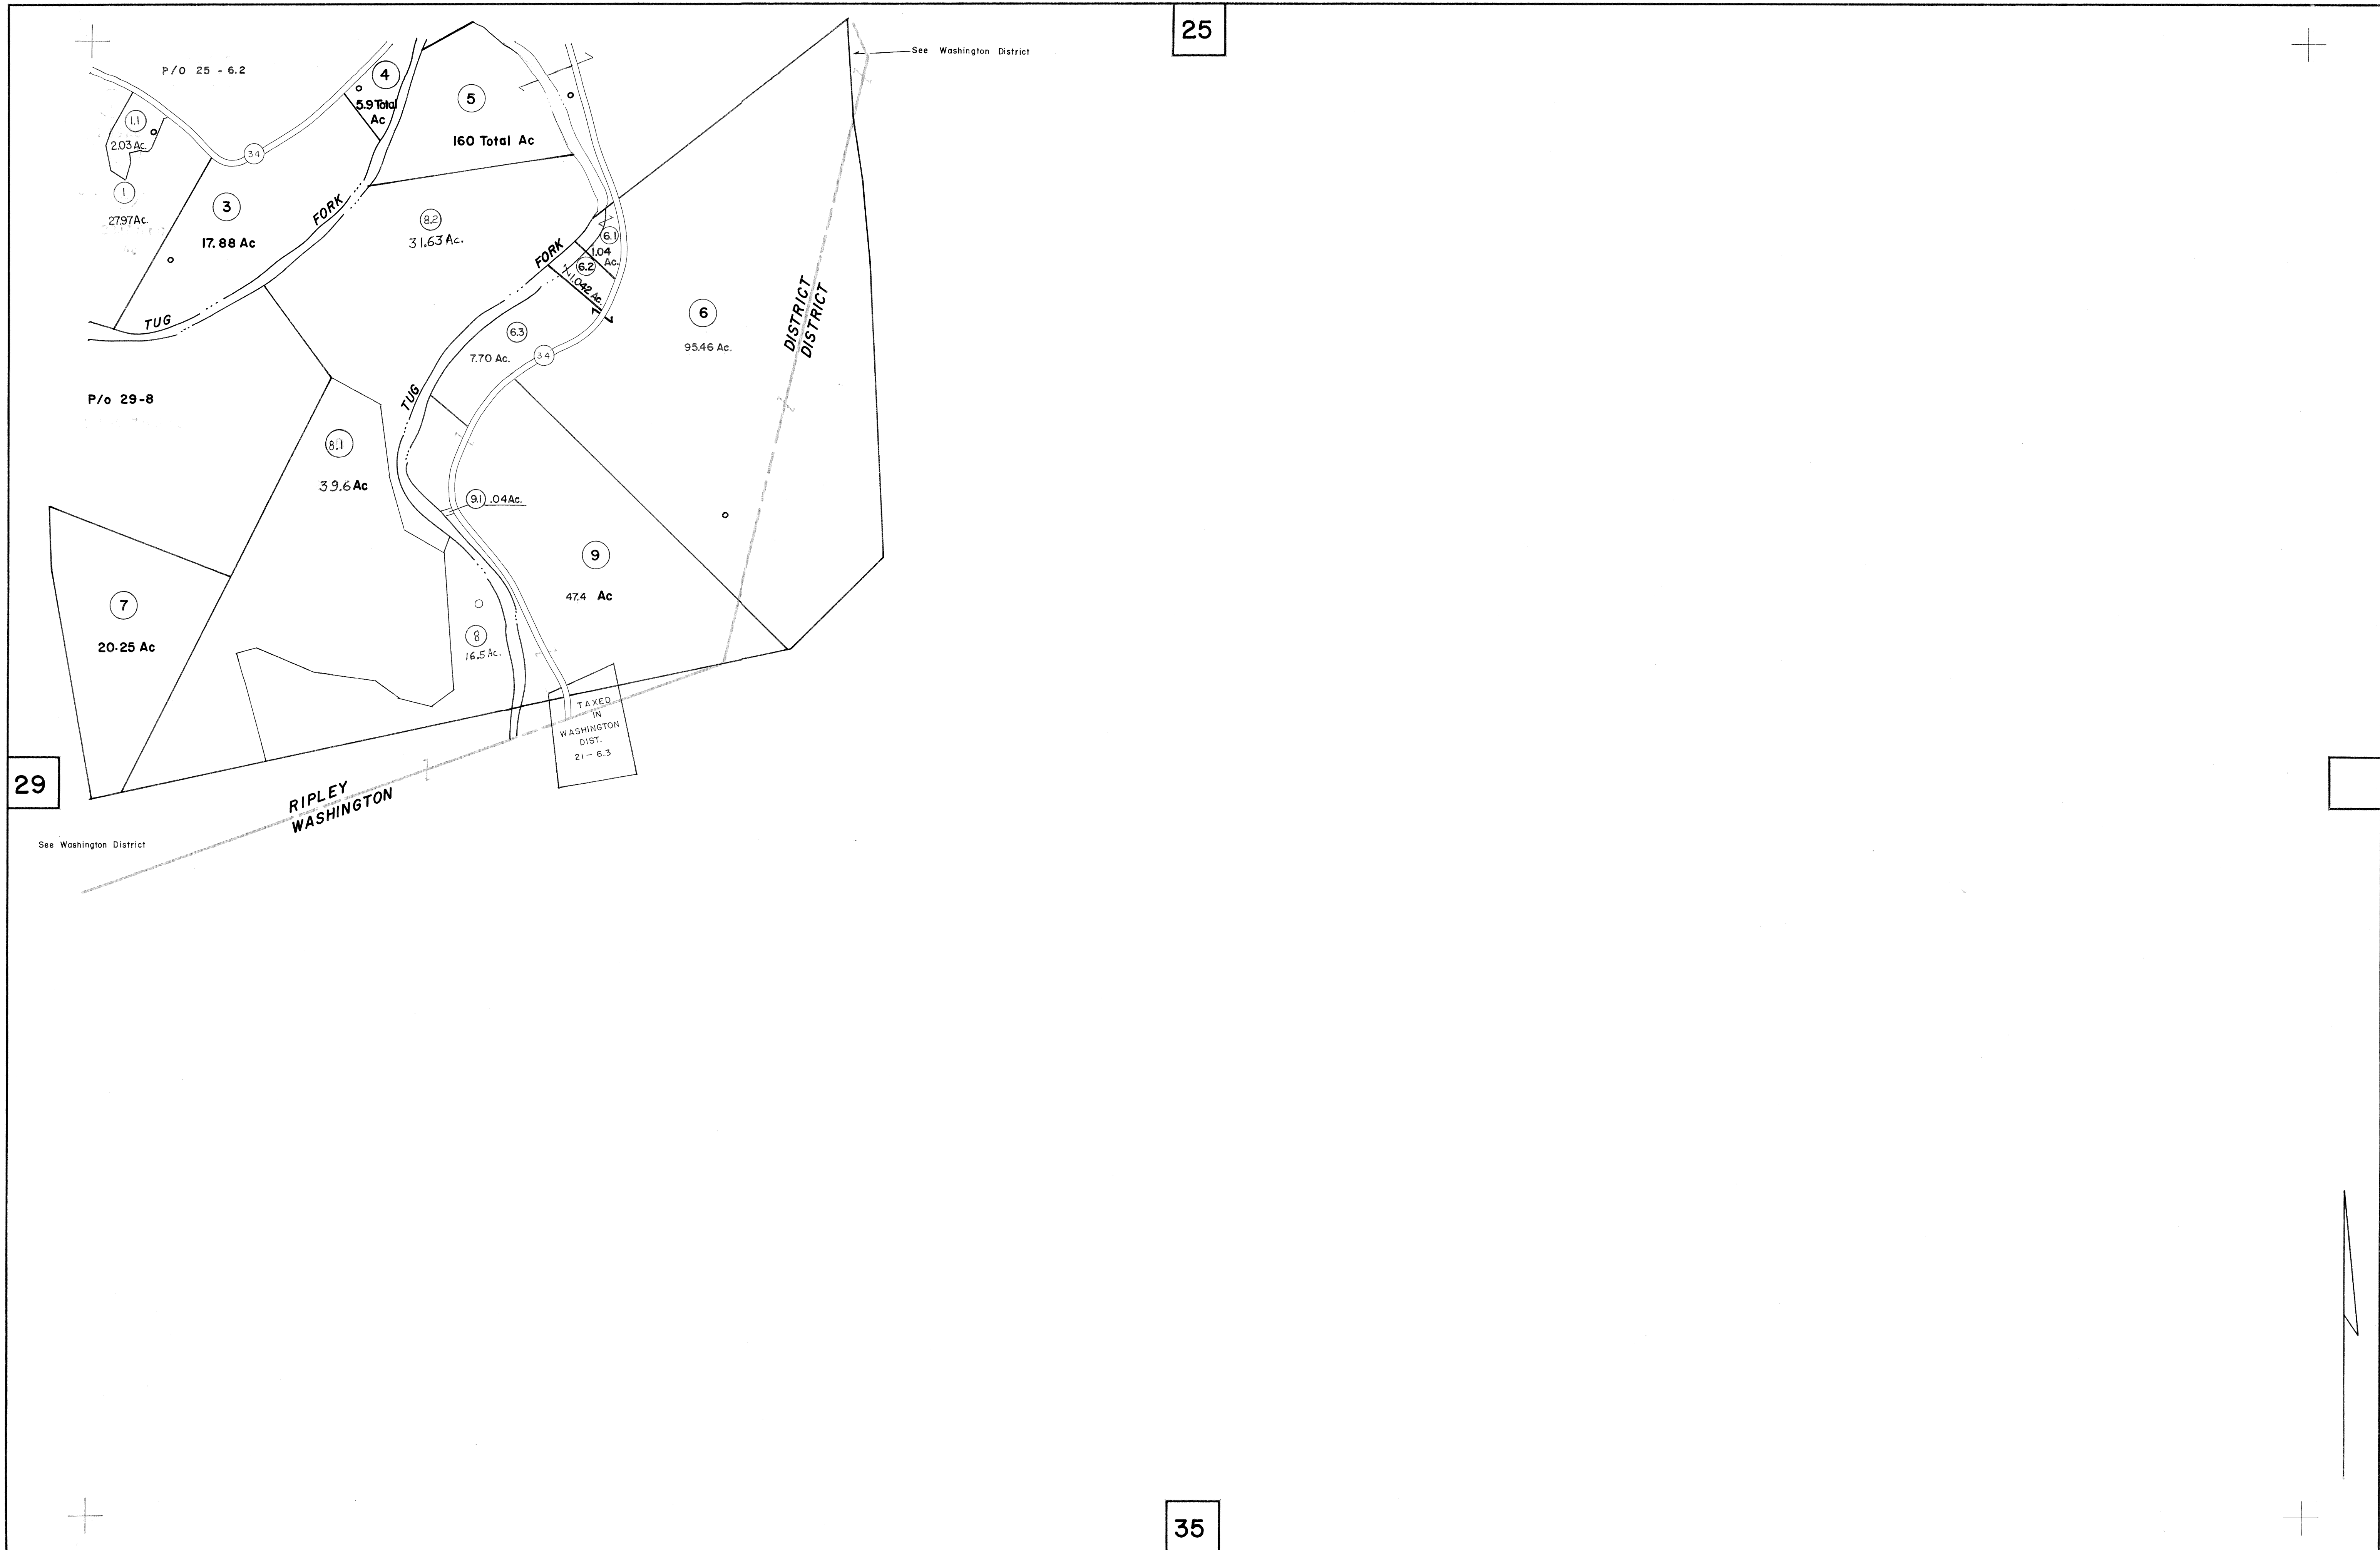 25
See Washington District
P/O 25 - 6.2
4
5.9 Total
Ac
5
160 Total Ac
1.1
2.03 Ac.
34
1
27.97 Ac.
3
17.88 Ac
FORK
TUG
8.2
31.63 Ac.
FORK
TUG
6.1
1.04
Ac.
6.2
1.042 Ac.
6.3
7.70 Ac.
34
6
95.46 Ac.
DISTRICT
DISTRICT
P/o 29-8
8.1
39.6 Ac
9.1 .04 Ac.
9
47.4 Ac
7
20.25 Ac
8
16.5 Ac.
TAXED
IN
WASHINGTON
DIST.
21 - 6.3
29
RIPLEY
WASHINGTON
See Washington District
35